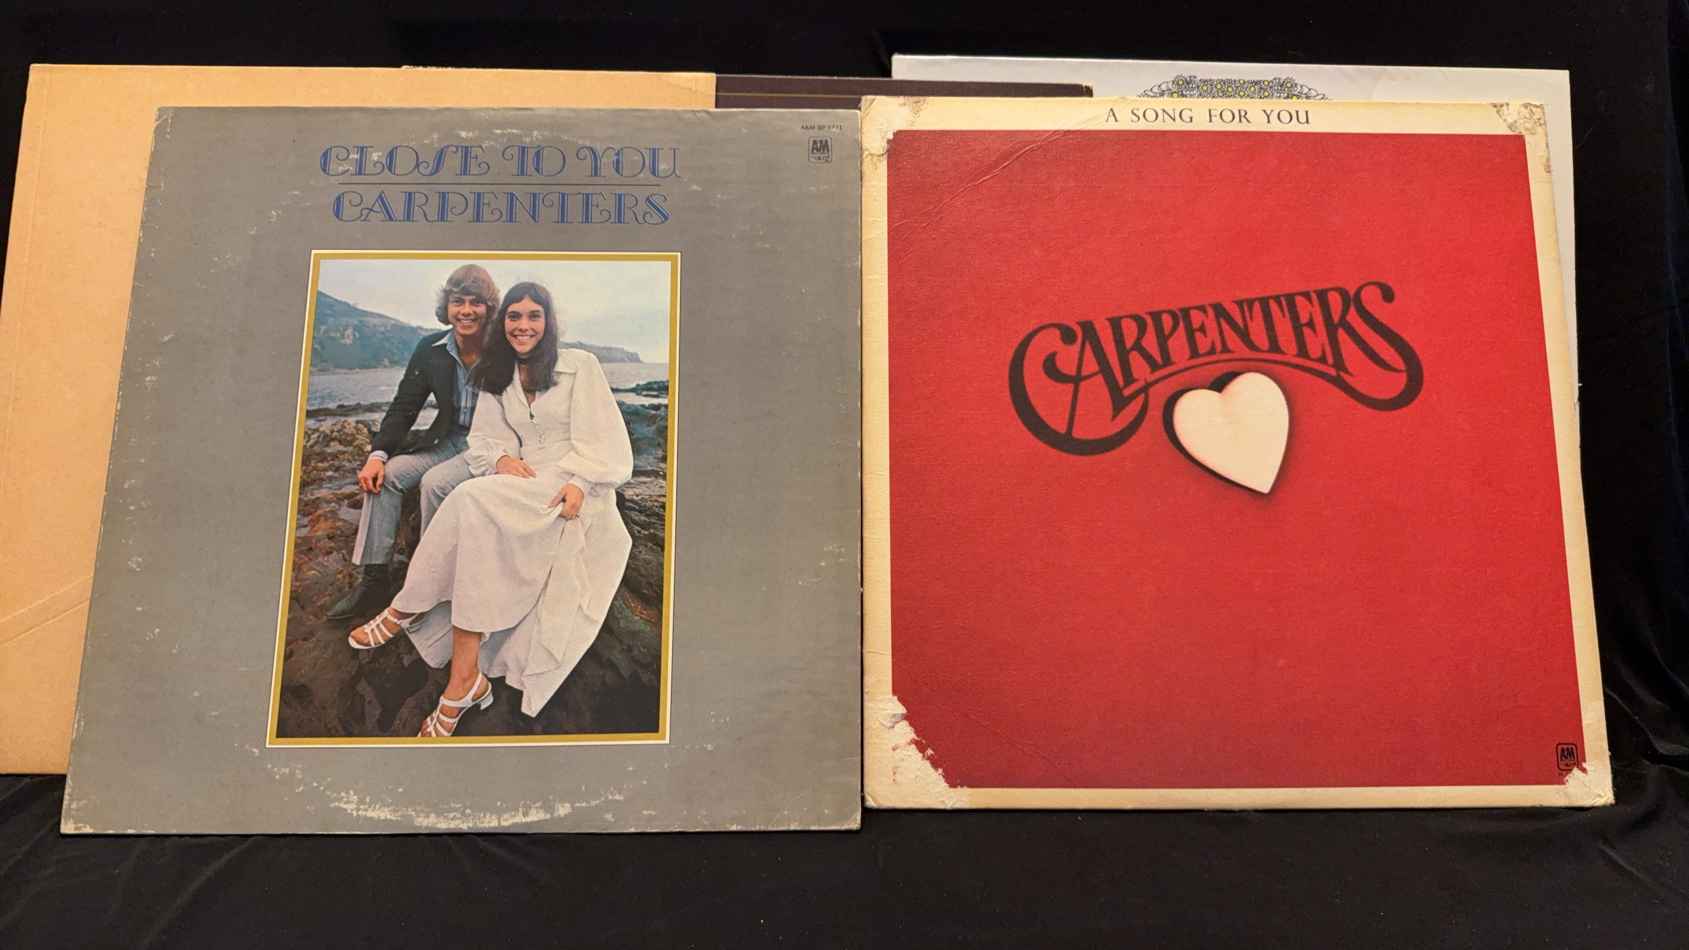 CLOSE TO YOU
CARPENTERS
A&M
A SONG FOR YOU
CARPENTERS
A&M